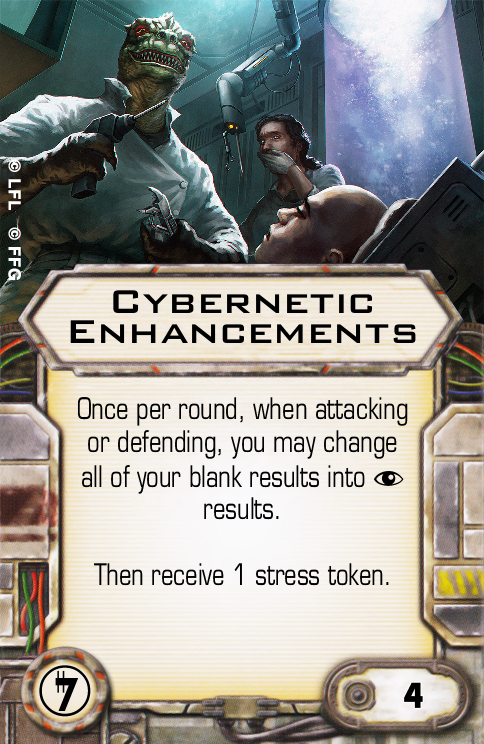 © LFL © FFG
CYBERNETIC
ENHANCEMENTS
Once per round, when attacking
or defending, you may change
all of your blank results into
results.
Then receive 1 stress token.
7
4